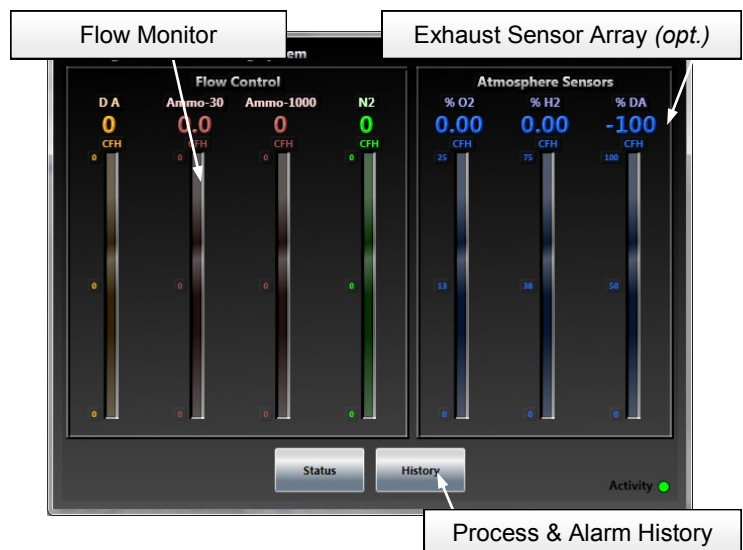 Flow Monitor
Exhaust Sensor Array (opt.)
Flow Control
Atmosphere Sensors
D A Ammo-30 Ammo-1000 N2 % O2 % H2 % DA
0 0.0 0 0 0.00 0.00 -100
CFH CFH CFH CFH CFH CFH CFH
0 0 0 0 25 75 100
0 0 0 0 13 38 50
0 0 0 0 0 0 0
Status History
Activity
Process & Alarm History